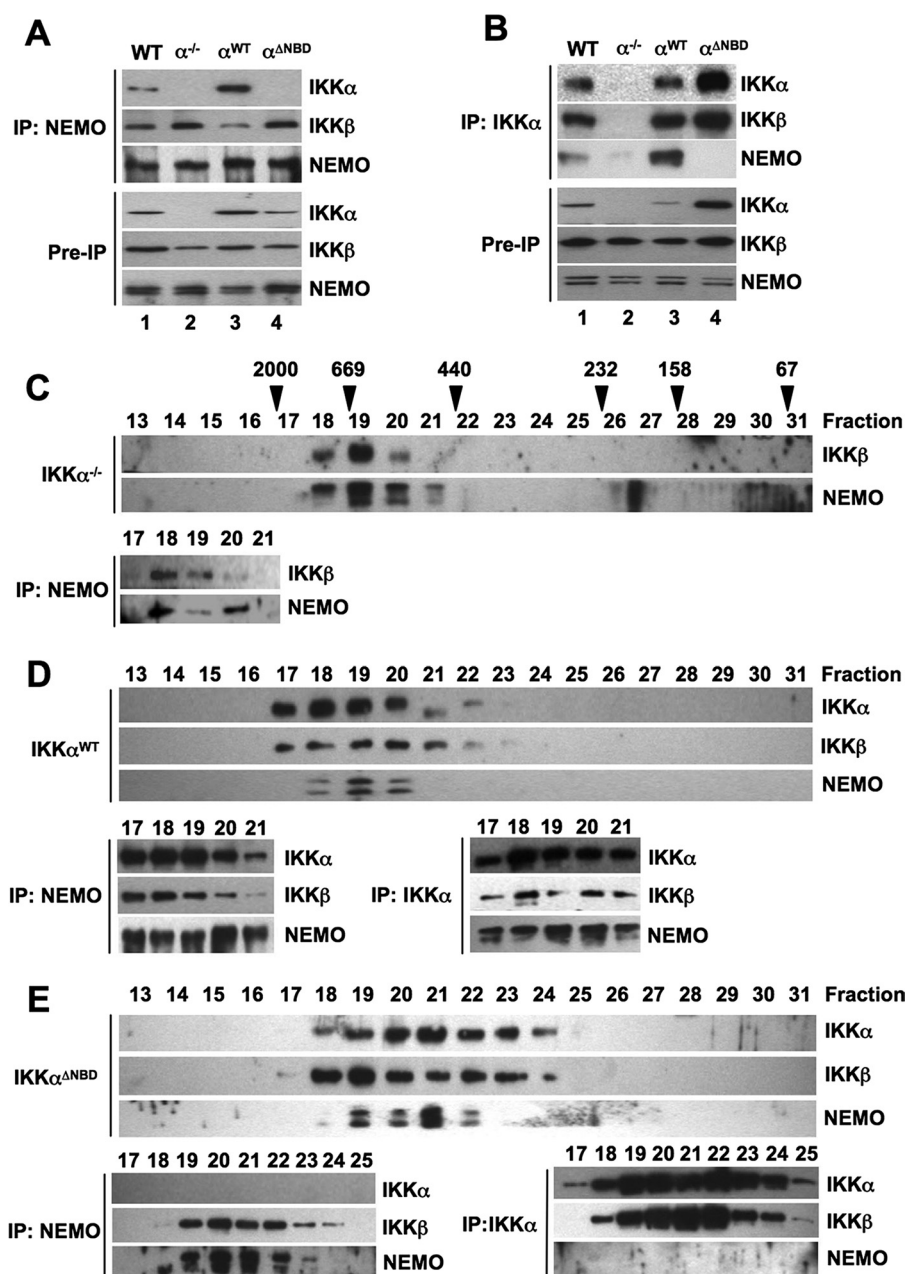 A
WT α-/- αWT αΔNBD
IP: NEMO
IKKα
IKKβ
NEMO
Pre-IP
IKKα
IKKβ
NEMO
1 2 3 4
B
WT α-/- αWT αΔNBD
IP: IKKα
IKKα
IKKβ
NEMO
Pre-IP
IKKα
IKKβ
NEMO
1 2 3 4
C
2000 669 440 232 158 67
13 14 15 16 17 18 19 20 21 22 23 24 25 26 27 28 29 30 31 Fraction
IKKα-/-
IKKβ
NEMO
17 18 19 20 21
IP: NEMO
IKKβ
NEMO
D
13 14 15 16 17 18 19 20 21 22 23 24 25 26 27 28 29 30 31 Fraction
IKKαWT
IKKα
IKKβ
NEMO
17 18 19 20 21
IP: NEMO
IKKα
IKKβ
NEMO
17 18 19 20 21
IP: IKKα
IKKα
IKKβ
NEMO
E
13 14 15 16 17 18 19 20 21 22 23 24 25 26 27 28 29 30 31 Fraction
IKKαΔNBD
IKKα
IKKβ
NEMO
17 18 19 20 21 22 23 24 25
IP: NEMO
IKKα
IKKβ
NEMO
17 18 19 20 21 22 23 24 25
IP:IKKα
IKKα
IKKβ
NEMO